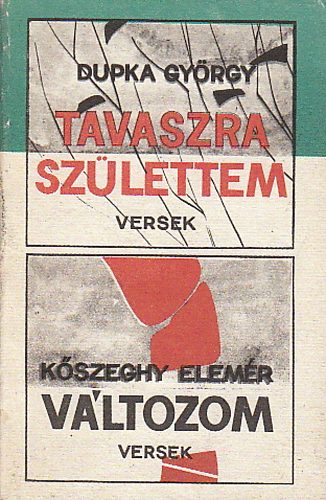 DUPKA GYÖRGY
TAVASZRA
SZÜLETTEM
VERSEK
KŐSZEGHY ELEMÉR
VÁLTOZOM
VERSEK